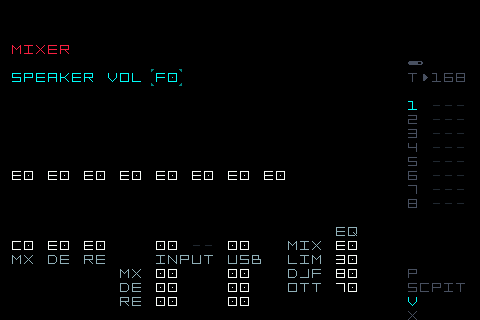 MIXER
SPEAKER VOL [F0]
T▶168
1 ---
2 ---
3 ---
4 ---
5 ---
6 ---
7 ---
8 ---
E0 E0 E0 E0 E0 E0 E0 E0
EQ
C0 E0 E0 00 -- 00 MIX E0
MX DE RE INPUT USB LIM 30
MX 00 00 DJF 80
DE 00 00 OTT 70
RE 00 00
P
SCPIT
V
X